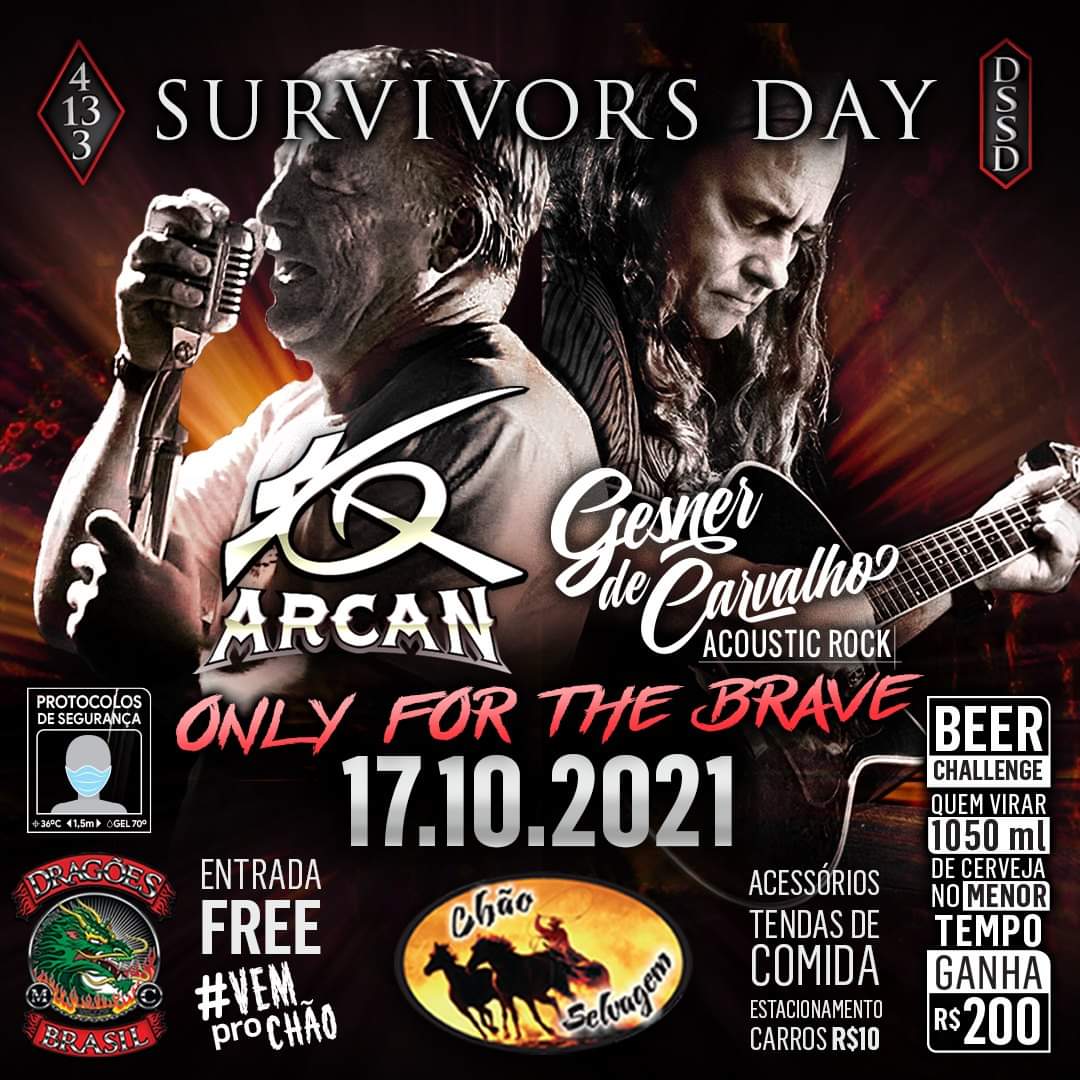 4
13
3
SURVIVORS DAY
D
S
S
D
ARCAN
Gesner
de Carvalho
ACOUSTIC ROCK
ONLY FOR THE BRAVE
17.10.2021
PROTOCOLOS
DE SEGURANÇA
36ºC 1,5m GEL 70º
DRAGÕES
M C
BRASIL
ENTRADA
FREE
#VEM
pro CHÃO
Chão
Selvagem
ACESSÓRIOS
TENDAS DE
COMIDA
ESTACIONAMENTO
CARROS R$10
BEER
CHALLENGE
QUEM VIRAR
1050 ml
DE CERVEJA
NO MENOR
TEMPO
GANHA
R$200